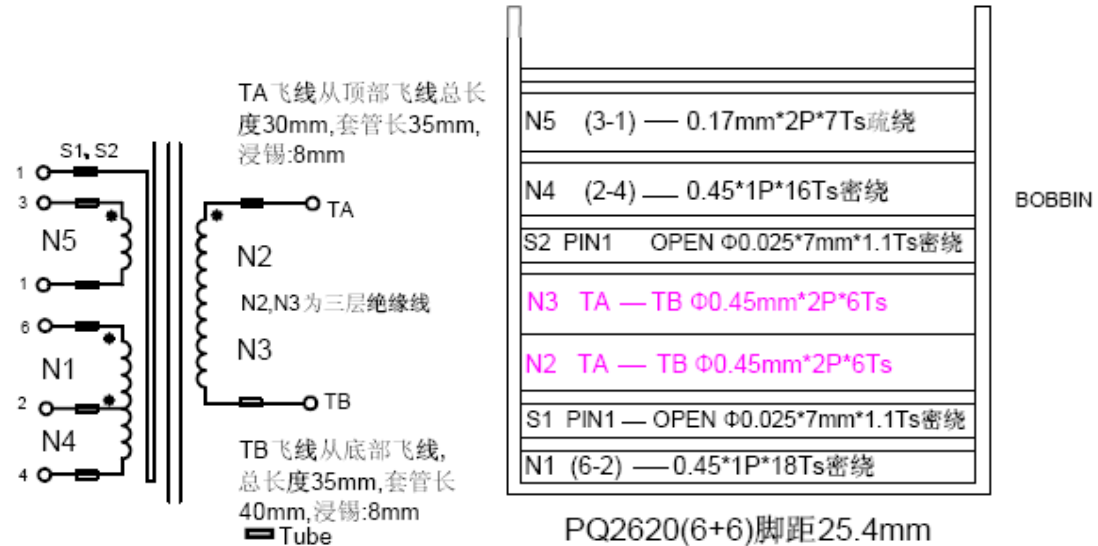 TA飞线从顶部飞线总长
度30mm,套管长35mm,
浸锡:8mm
S1, S2
1
3
N5
1
6
N1
2
N4
4
TA
N2
N2,N3为三层绝缘线
N3
TB
TB飞线从底部飞线,
总长度35mm,套管长
40mm,浸锡:8mm
Tube
N5 (3-1) — 0.17mm*2P*7Ts疏绕
N4 (2-4) — 0.45*1P*16Ts密绕
S2 PIN1 OPEN Φ0.025*7mm*1.1Ts密绕
N3 TA — TB Φ0.45mm*2P*6Ts
N2 TA — TB Φ0.45mm*2P*6Ts
S1 PIN1 — OPEN Φ0.025*7mm*1.1Ts密绕
N1 (6-2) — 0.45*1P*18Ts密绕
BOBBIN
PQ2620(6+6)脚距25.4mm